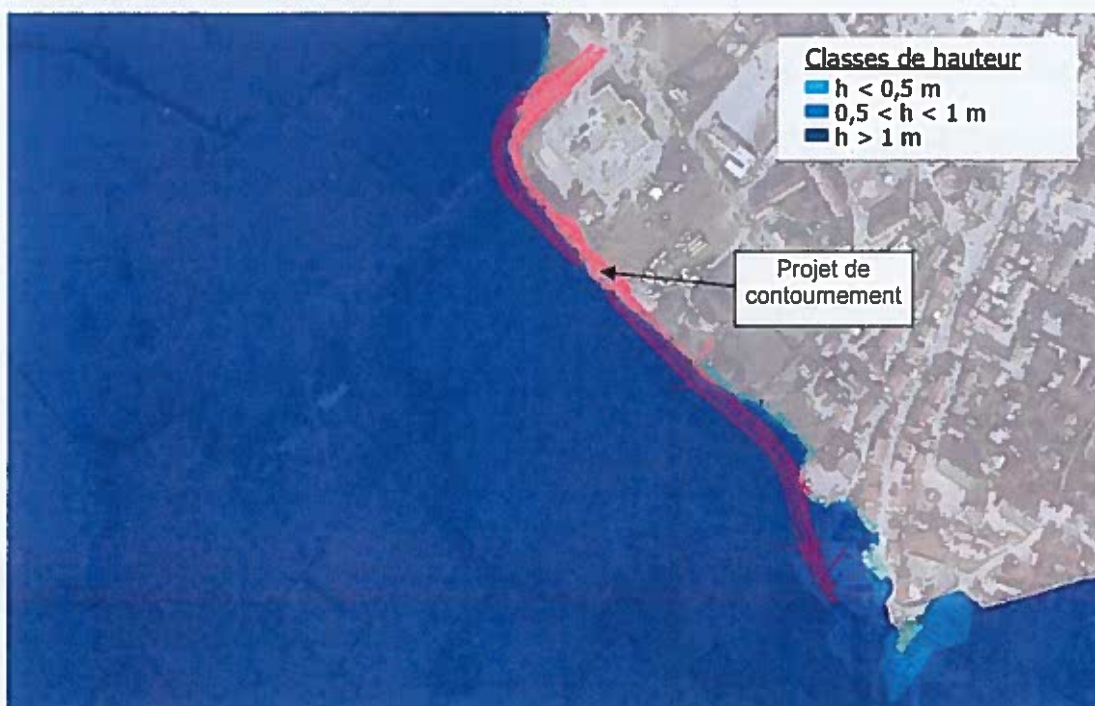 Classes de hauteur
h < 0,5 m
0,5 < h < 1 m
h > 1 m
Projet de
contournement